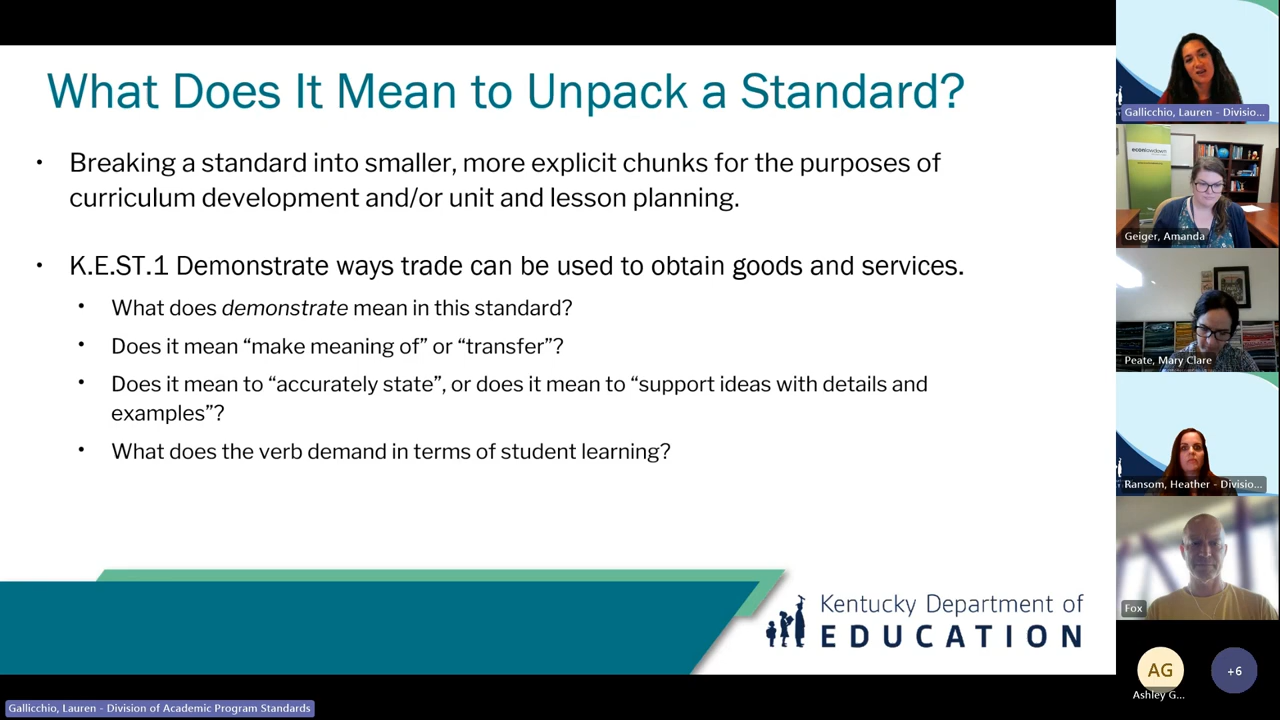 What Does It Mean to Unpack a Standard?
• Breaking a standard into smaller, more explicit chunks for the purposes of
curriculum development and/or unit and lesson planning.
• K.E.ST.1 Demonstrate ways trade can be used to obtain goods and services.
• What does demonstrate mean in this standard?
• Does it mean “make meaning of” or “transfer”?
• Does it mean to “accurately state”, or does it mean to “support ideas with details and
examples”?
• What does the verb demand in terms of student learning?
Kentucky Department of
EDUCATION
Gallicchio, Lauren - Division of Academic Program Standards
Gallicchio, Lauren - Divisio...
econlowdown
Geiger, Amanda
Peate, Mary Clare
Ransom, Heather - Divisio...
Fox
AG
Ashley G...
+6